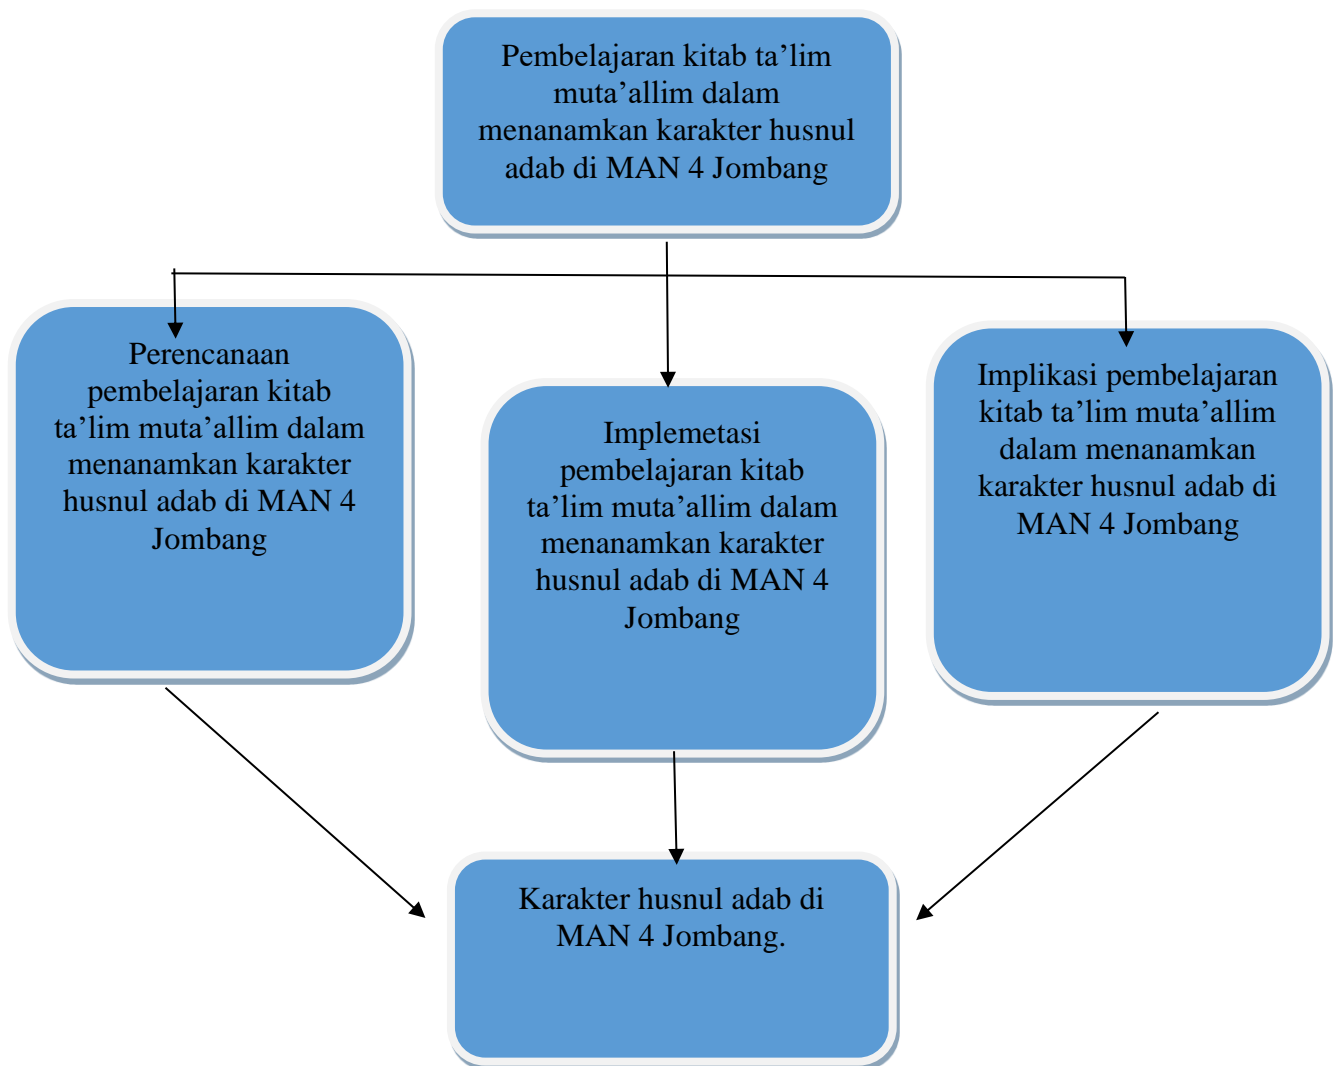 Pembelajaran kitab ta’lim
muta’allim dalam
menanamkan karakter husnul
adab di MAN 4 Jombang
Perencanaan
pembelajaran kitab
ta’lim muta’allim dalam
menanamkan karakter
husnul adab di MAN 4
Jombang
Implemetasi
pembelajaran kitab
ta’lim muta’allim dalam
menanamkan karakter
husnul adab di MAN 4
Jombang
Implikasi pembelajaran
kitab ta’lim muta’allim
dalam menanamkan
karakter husnul adab di
MAN 4 Jombang
Karakter husnul adab di
MAN 4 Jombang.